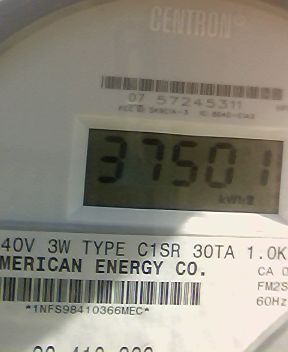 CENTRON®
07 57245311
37501
kWh
40V 3W TYPE C1SR 30TA 1.0K
MERICAN ENERGY CO.
CA 0
FM2S
60Hz
*1NFS98410366MEC*